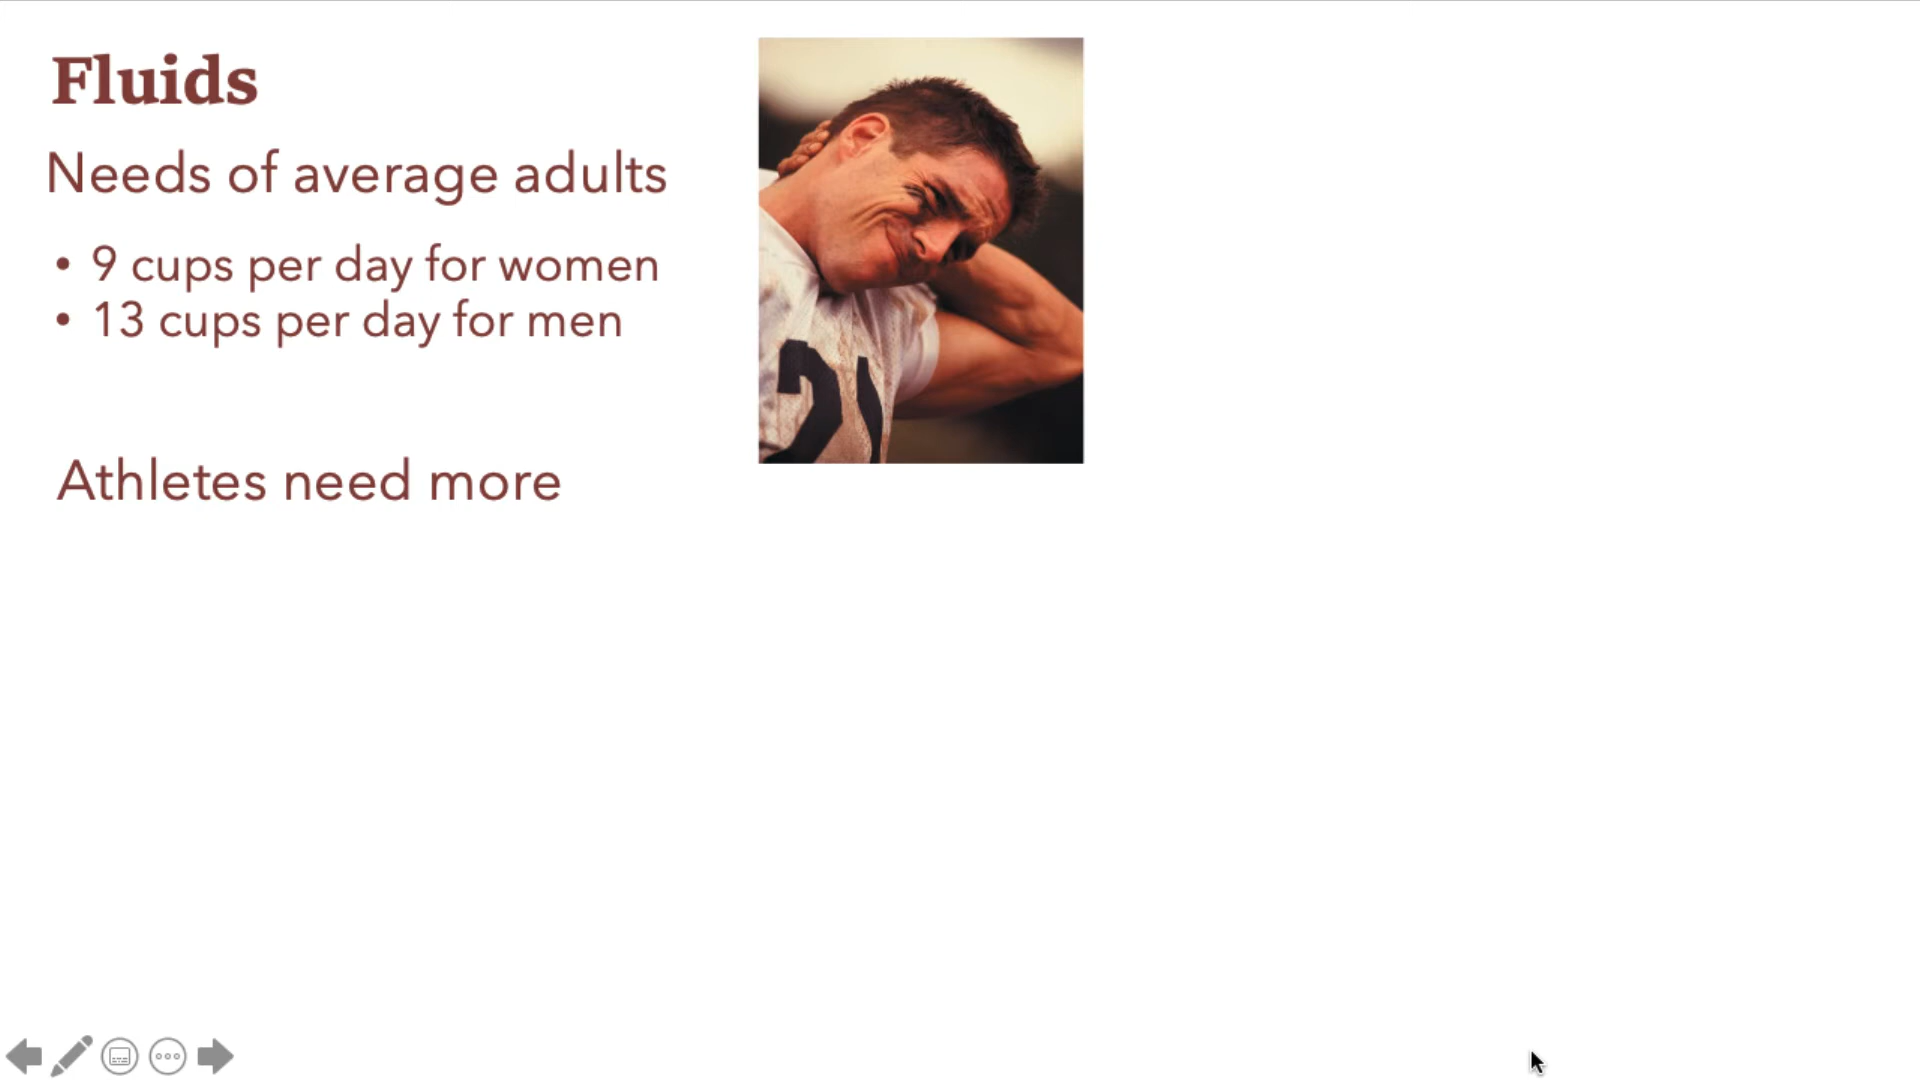 Fluids
Needs of average adults
• 9 cups per day for women
• 13 cups per day for men
Athletes need more